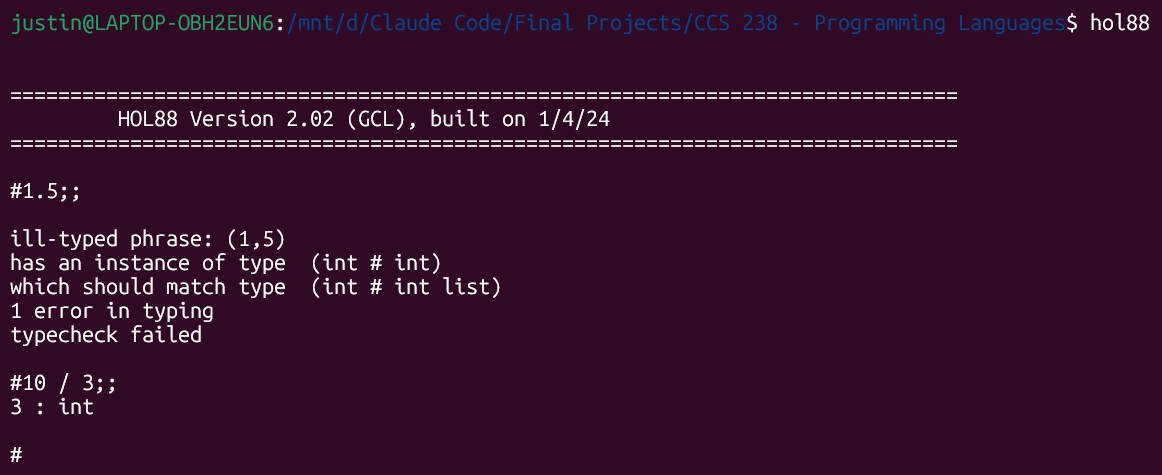 justin@LAPTOP-OBH2EUN6:/mnt/d/Claude Code/Final Projects/CCS 238 - Programming Languages$ hol88
===============================================================================
HOL88 Version 2.02 (GCL), built on 1/4/24
===============================================================================
#1.5;;
ill-typed phrase: (1,5)
has an instance of type  (int # int)
which should match type  (int # int list)
1 error in typing
typecheck failed
#10 / 3;;
3 : int
#